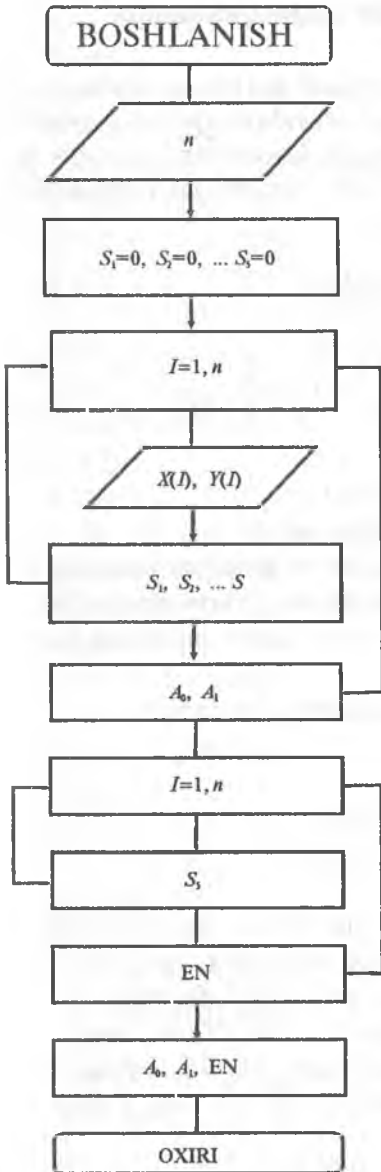 BOSHLANISH
n
S₁=0, S₂=0, ... S₅=0
I=1, n
X(I), Y(I)
S₁, S₂, ... S
A₀, A₁
I=1, n
S₅
EN
A₀, A₁, EN
OXIRI